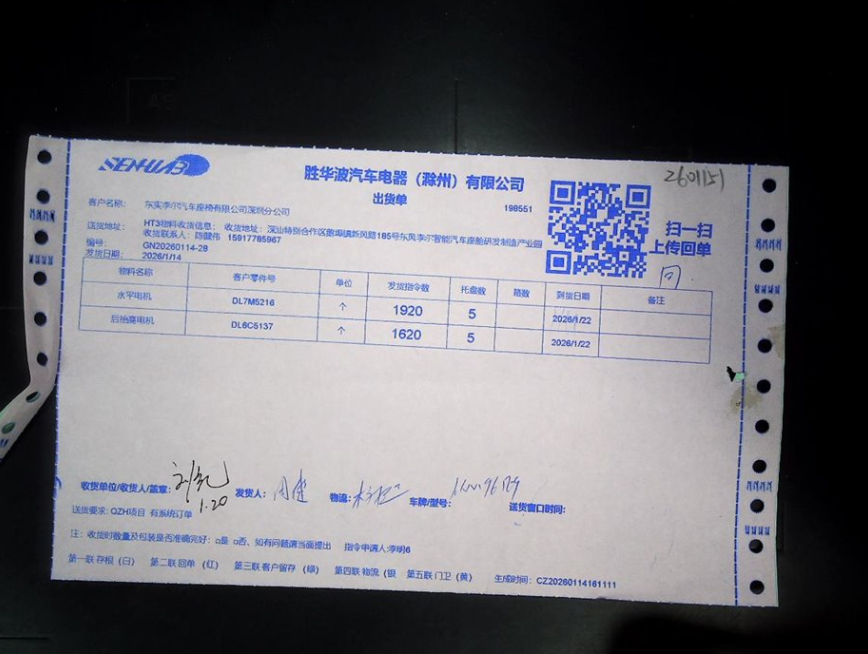 SENHUAB
胜华波汽车电器（滁州）有限公司
出货单
198551
2601151
扫一扫
上传回单
回
客户名称： 东实李尔汽车座椅有限公司深圳分公司
送货地址： HT3物料收货信息： 收货地址：深汕特别合作区鹅埠镇新风路185号东风李尔智能汽车座舱研发制造产业园
收货联系人：陈健伟 15917785967
编号： GN20260114-28
发货日期： 2026/1/14
物料名称 客户零件号 单位 发货指令数 托盘数 箱数 到货日期 备注
水平电机 DL7M5216 个 1920 5 2026/1/22
后抬高电机 DL8C5137 个 1620 5 2026/1/22
收货单位/收货人/盖章： 1.20 发货人： 物流： 车牌/型号： 送货窗口时间：
送货要求：QZH项目 有系统订单
注：收货时数量及包装是否准确完好：□是 □否、如有问题请当面提出 指令申请人:李明6
第一联 存根（白） 第二联 回单（红） 第三联 客户留存（绿） 第四联 物流（银 第五联 门卫（黄） 生成时间：CZ20260114161111